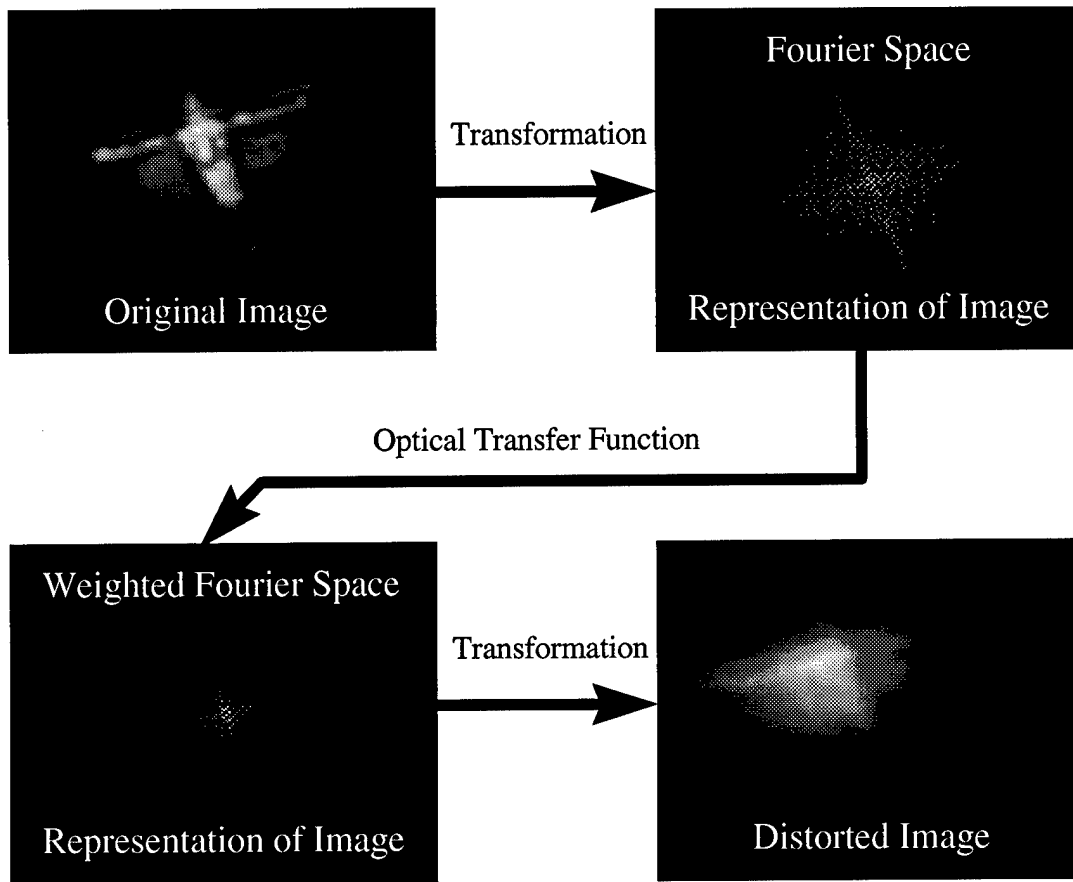 Original Image
Transformation
Fourier Space
Representation of Image
Optical Transfer Function
Weighted Fourier Space
Representation of Image
Transformation
Distorted Image